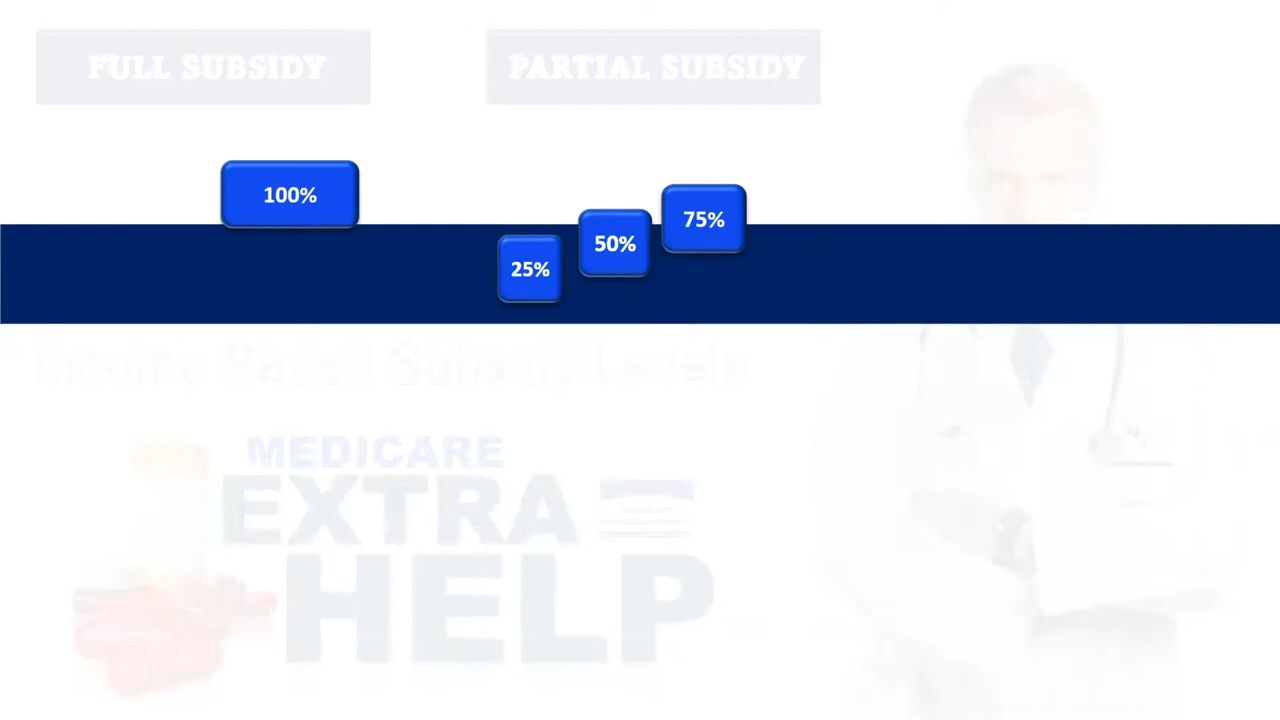 FULL SUBSIDY
PARTIAL SUBSIDY
100%
75%
50%
25%
Income Based Subsidy Levels
MEDICARE
EXTRA
HELP